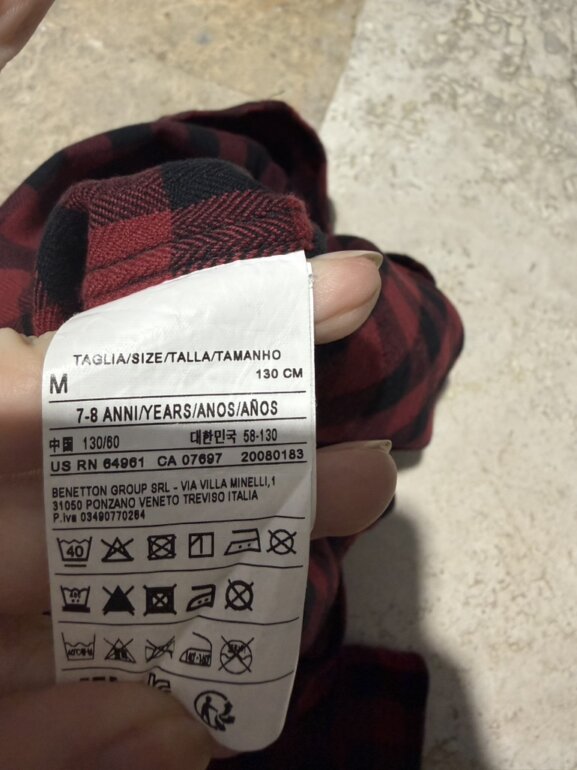 TAGLIA/SIZE/TALLA/TAMANHO
M 130 CM
7-8 ANNI/YEARS/ANOS/AÑOS
中国 130/60 대한민국 58-130
US RN 64961 CA 07697 20080183
BENETTON GROUP SRL - VIA VILLA MINELLI,1
31050 PONZANO VENETO TREVISO ITALIA
P.iva 03490770264
40